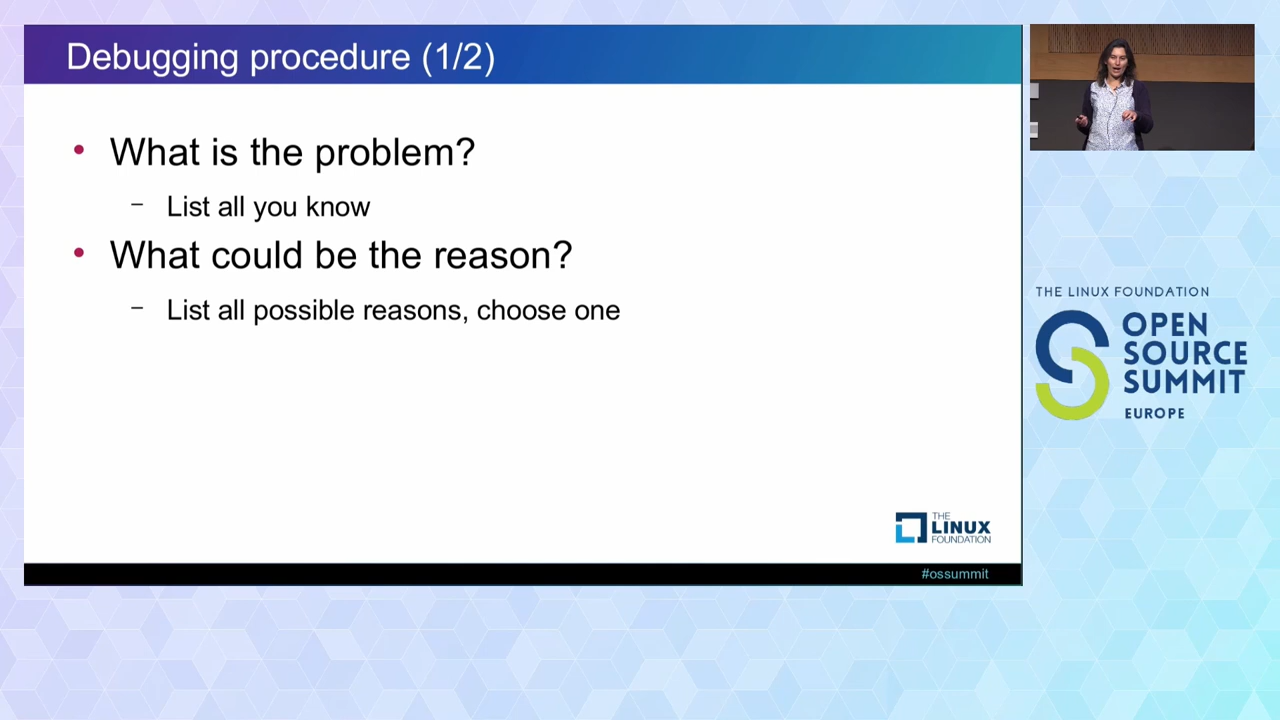 Debugging procedure (1/2)
• What is the problem?
– List all you know
• What could be the reason?
– List all possible reasons, choose one
THE
LINUX
FOUNDATION
#ossummit
THE LINUX FOUNDATION
OPEN
SOURCE
SUMMIT
EUROPE